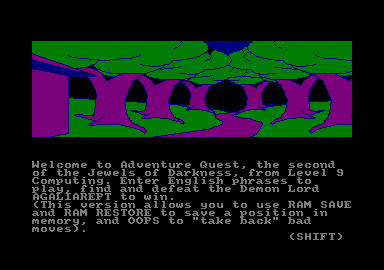 Welcome to Adventure Quest, the second
of the Jewels of Darkness, from Level 9
Computing. Enter English phrases to
play, find and defeat the Demon Lord
AGALIAREPT to win.
(This version allows you to use RAM SAVE
and RAM RESTORE to save a position in
memory, and OOPS to "take back" bad
moves).
(SHIFT)